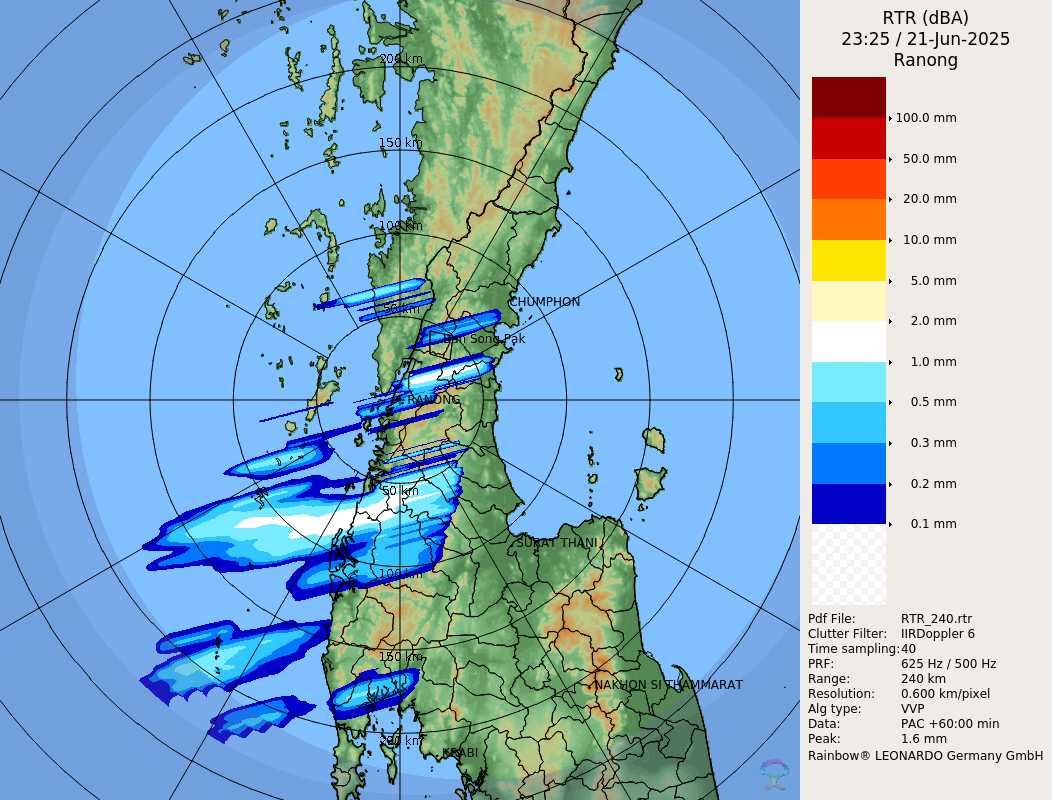 200 km
150 km
100 km
50 km
CHUMPHON
Ban Song Pak
RANONG
50 km
SURAT THANI
100 km
150 km
NAKHON SI THAMMARAT
200 km
KRABI
RTR (dBA)
23:25 / 21-Jun-2025
Ranong
100.0 mm
50.0 mm
20.0 mm
10.0 mm
5.0 mm
2.0 mm
1.0 mm
0.5 mm
0.3 mm
0.2 mm
0.1 mm
Pdf File: RTR_240.rtr
Clutter Filter: IIRDoppler 6
Time sampling:40
PRF: 625 Hz / 500 Hz
Range: 240 km
Resolution: 0.600 km/pixel
Alg type: VVP
Data: PAC +60:00 min
Peak: 1.6 mm
Rainbow® LEONARDO Germany GmbH